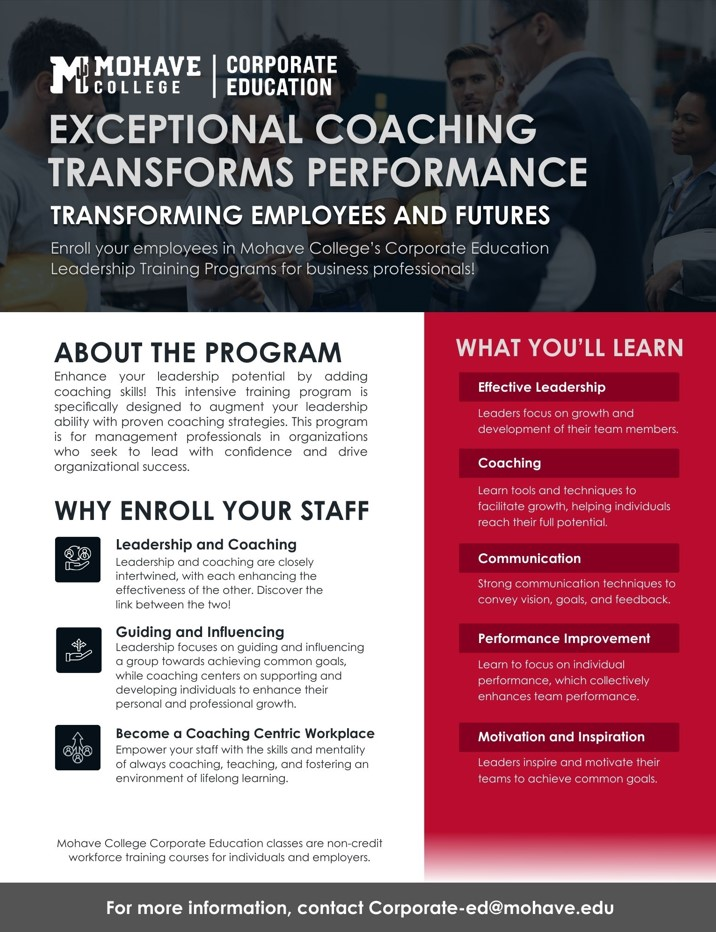 MOHAVE
COLLEGE
CORPORATE
EDUCATION
EXCEPTIONAL COACHING
TRANSFORMS PERFORMANCE
TRANSFORMING EMPLOYEES AND FUTURES
Enroll your employees in Mohave College's Corporate Education
Leadership Training Programs for business professionals!
ABOUT THE PROGRAM
Enhance your leadership potential by adding
coaching skills! This intensive training program is
specifically designed to augment your leadership
ability with proven coaching strategies. This program
is for management professionals in organizations
who seek to lead with confidence and drive
organizational success.
WHY ENROLL YOUR STAFF
Leadership and Coaching
Leadership and coaching are closely
intertwined, with each enhancing the
effectiveness of the other. Discover the
link between the two!
Guiding and Influencing
Leadership focuses on guiding and influencing
a group towards achieving common goals,
while coaching centers on supporting and
developing individuals to enhance their
personal and professional growth.
Become a Coaching Centric Workplace
Empower your staff with the skills and mentality
of always coaching, teaching, and fostering an
environment of lifelong learning.
Mohave College Corporate Education classes are non-credit
workforce training courses for individuals and employers.
WHAT YOU'LL LEARN
Effective Leadership
Leaders focus on growth and
development of their team members.
Coaching
Learn tools and techniques to
facilitate growth, helping individuals
reach their full potential.
Communication
Strong communication techniques to
convey vision, goals, and feedback.
Performance Improvement
Learn to focus on individual
performance, which collectively
enhances team performance.
Motivation and Inspiration
Leaders inspire and motivate their
teams to achieve common goals.
For more information, contact Corporate-ed@mohave.edu